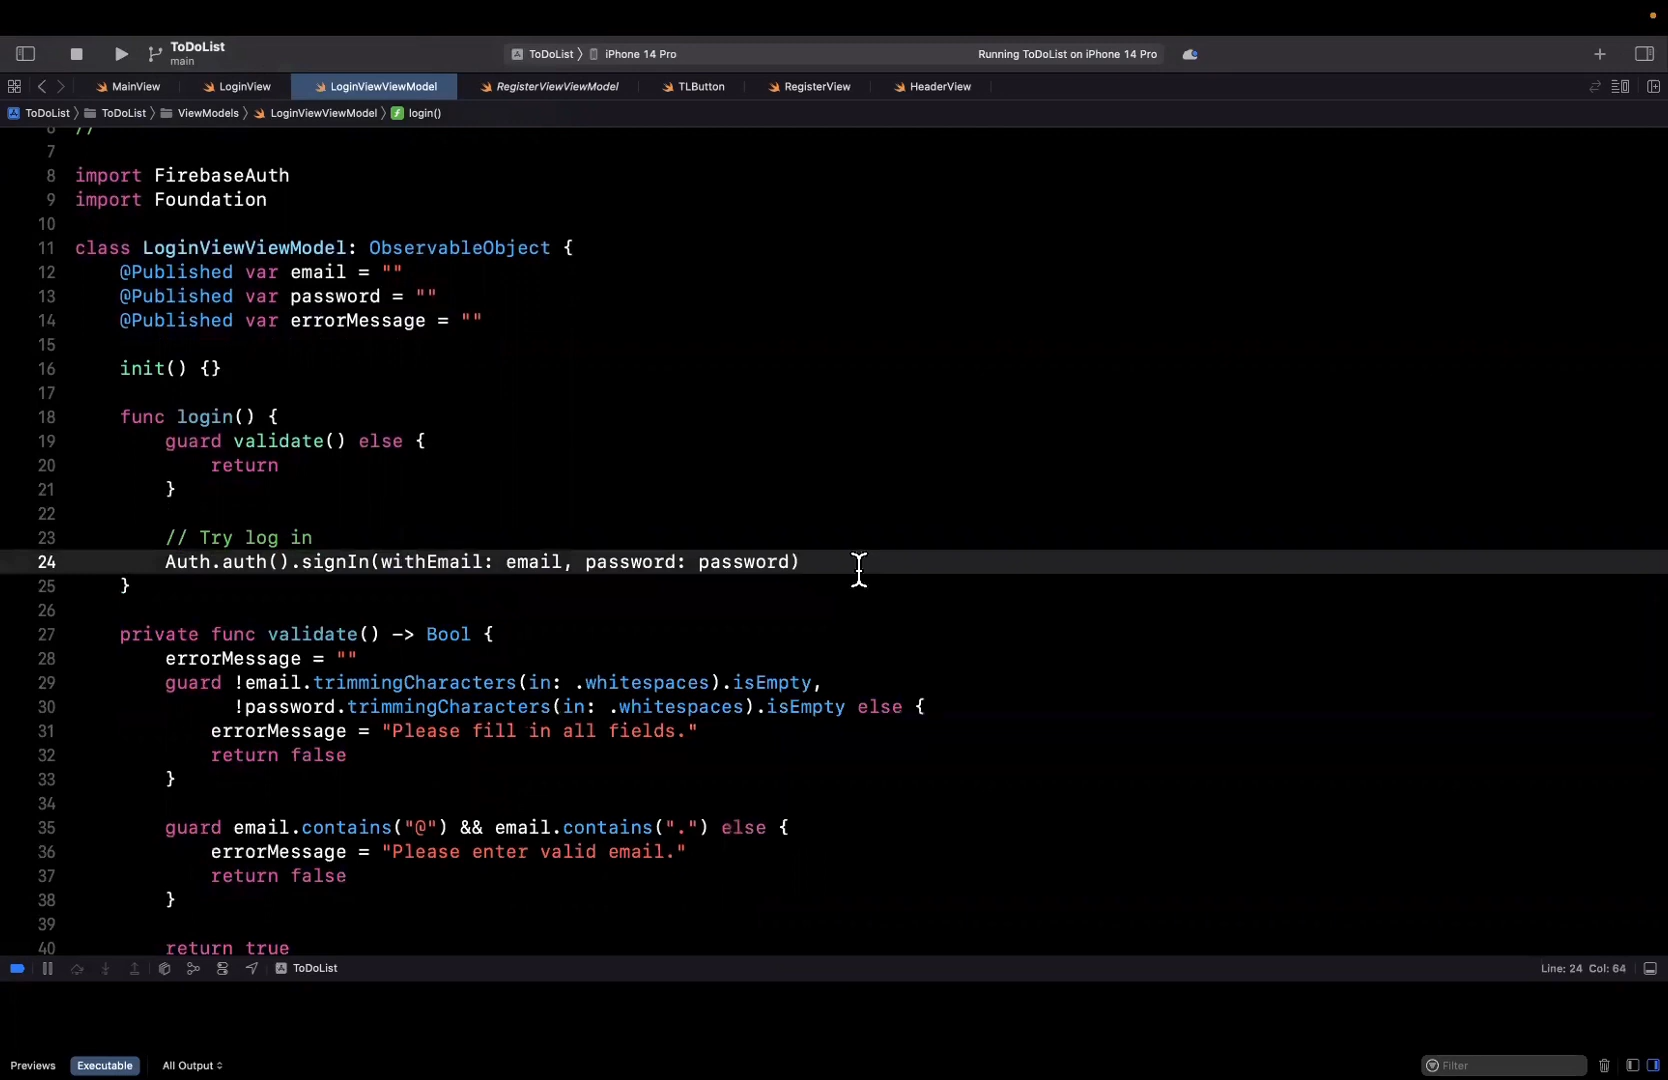 ToDoList
main
ToDoList 〉 iPhone 14 Pro
Running ToDoList on iPhone 14 Pro
MainView
LoginView
LoginViewViewModel
RegisterViewViewModel
TLButton
RegisterView
HeaderView
ToDoList 〉 ToDoList 〉 ViewModels 〉 LoginViewViewModel 〉 f login()
6 //
7
8 import FirebaseAuth
9 import Foundation
10
11 class LoginViewViewModel: ObservableObject {
12 @Published var email = ""
13 @Published var password = ""
14 @Published var errorMessage = ""
15
16 init() {}
17
18 func login() {
19 guard validate() else {
20 return
21 }
22
23 // Try log in
24 Auth.auth().signIn(withEmail: email, password: password)
25 }
26
27 private func validate() -> Bool {
28 errorMessage = ""
29 guard !email.trimmingCharacters(in: .whitespaces).isEmpty,
30 !password.trimmingCharacters(in: .whitespaces).isEmpty else {
31 errorMessage = "Please fill in all fields."
32 return false
33 }
34
35 guard email.contains("@") && email.contains(".") else {
36 errorMessage = "Please enter valid email."
37 return false
38 }
39
40 return true
ToDoList
Line: 24 Col: 64
Previews
Executable
All Output
Filter